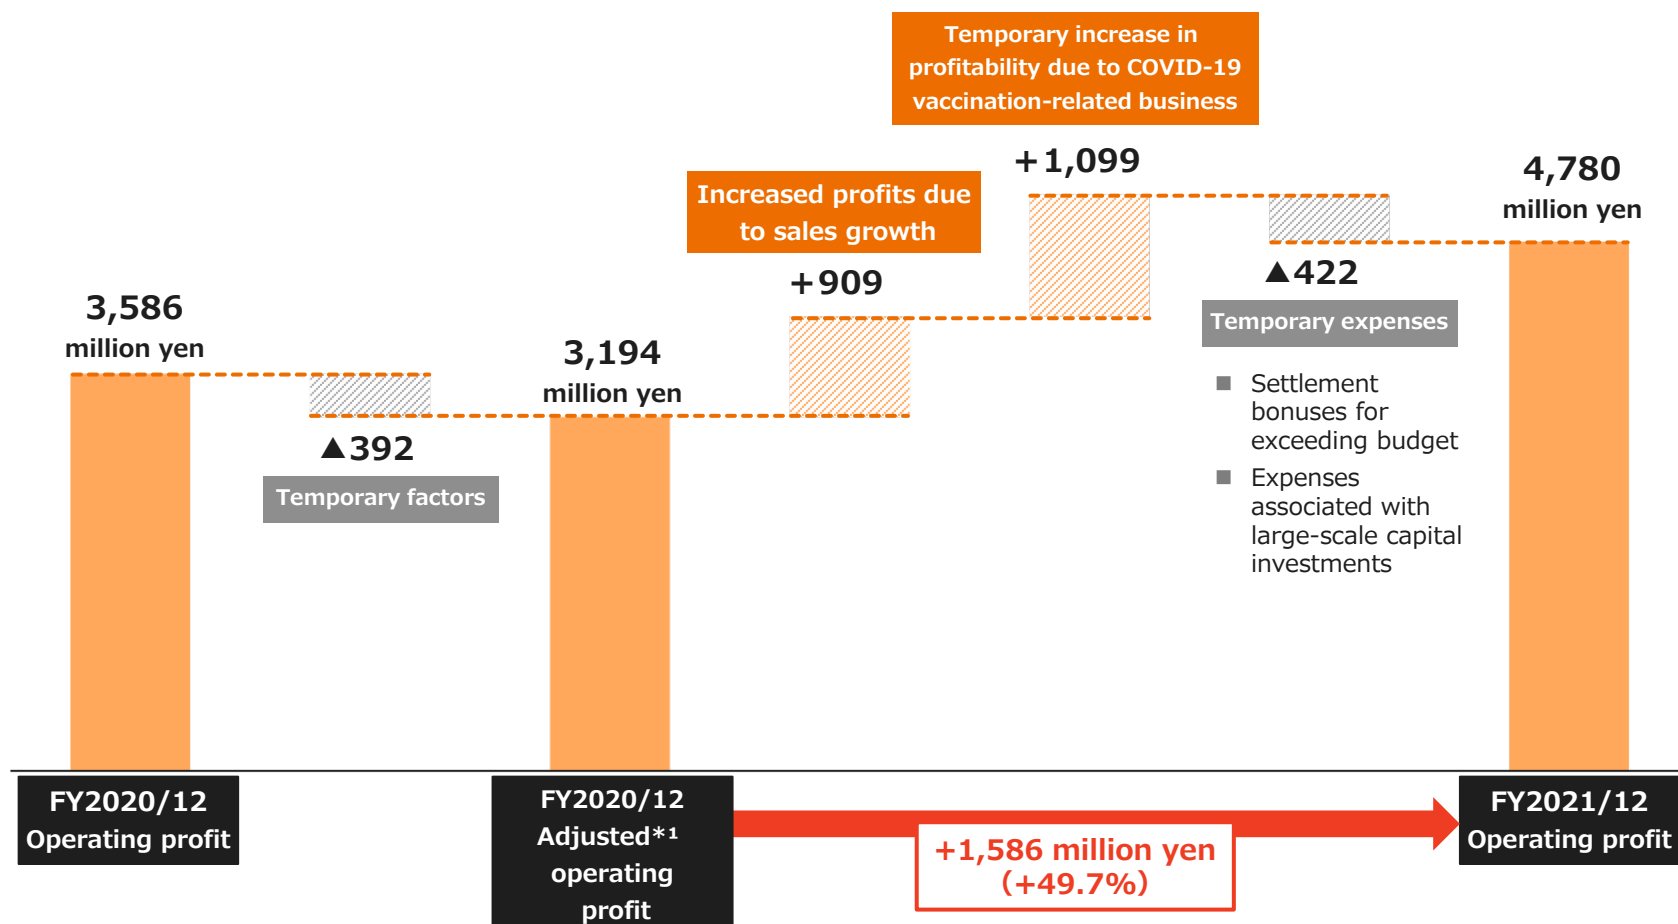 Temporary increase in
profitability due to COVID-19
vaccination-related business
+1,099
4,780
million yen
Increased profits due
to sales growth
+909
▲422
Temporary expenses
■ Settlement
bonuses for
exceeding budget
■ Expenses
associated with
large-scale capital
investments
3,586
million yen
3,194
million yen
▲392
Temporary factors
FY2020/12
Operating profit
FY2020/12
Adjusted*1
operating
profit
+1,586 million yen
(+49.7%)
FY2021/12
Operating profit